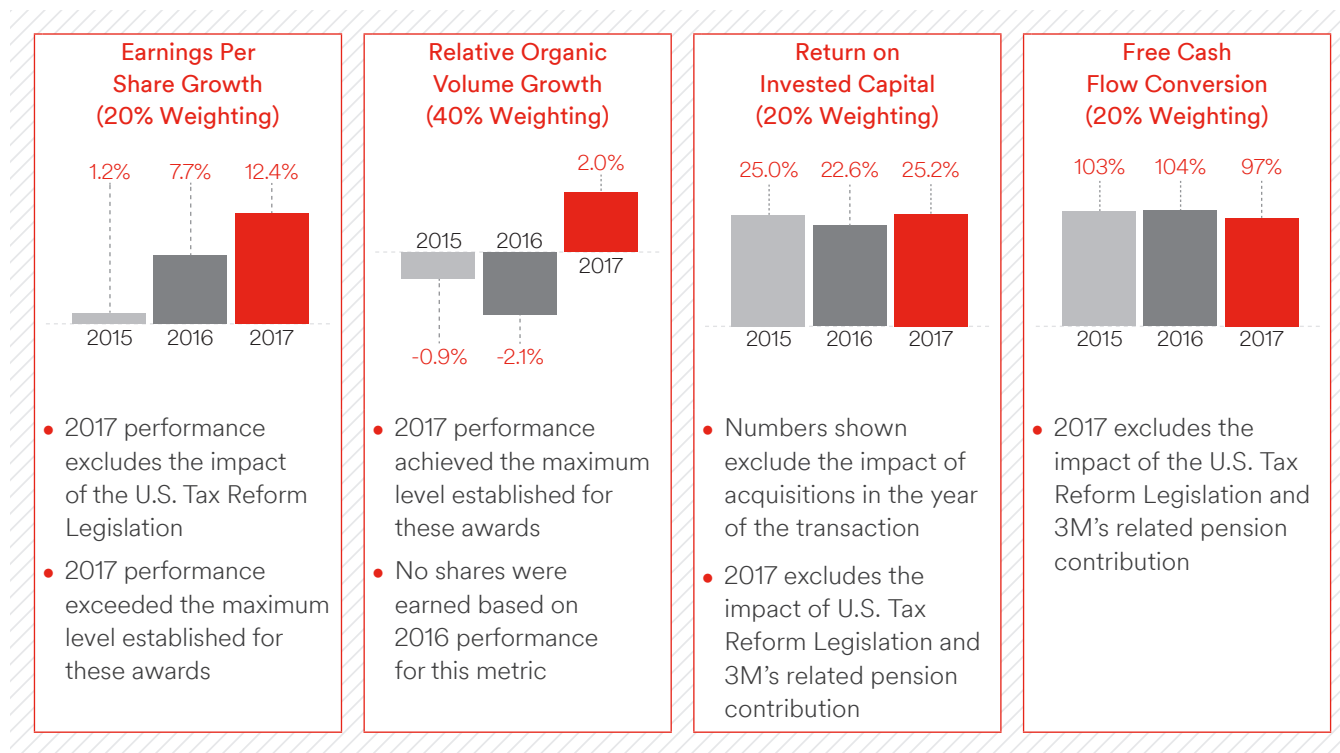 Earnings Per
Share Growth
(20% Weighting)
1.2% 7.7% 12.4%
2015 2016 2017
• 2017 performance
excludes the impact
of the U.S. Tax Reform
Legislation
• 2017 performance
exceeded the maximum
level established for
these awards
Relative Organic
Volume Growth
(40% Weighting)
2.0%
2015 2016
2017
-0.9% -2.1%
• 2017 performance
achieved the maximum
level established for
these awards
• No shares were
earned based on
2016 performance
for this metric
Return on
Invested Capital
(20% Weighting)
25.0% 22.6% 25.2%
2015 2016 2017
• Numbers shown
exclude the impact of
acquisitions in the year
of the transaction
• 2017 excludes the
impact of U.S. Tax
Reform Legislation and
3M’s related pension
contribution
Free Cash
Flow Conversion
(20% Weighting)
103% 104% 97%
2015 2016 2017
• 2017 excludes the
impact of the U.S. Tax
Reform Legislation and
3M’s related pension
contribution